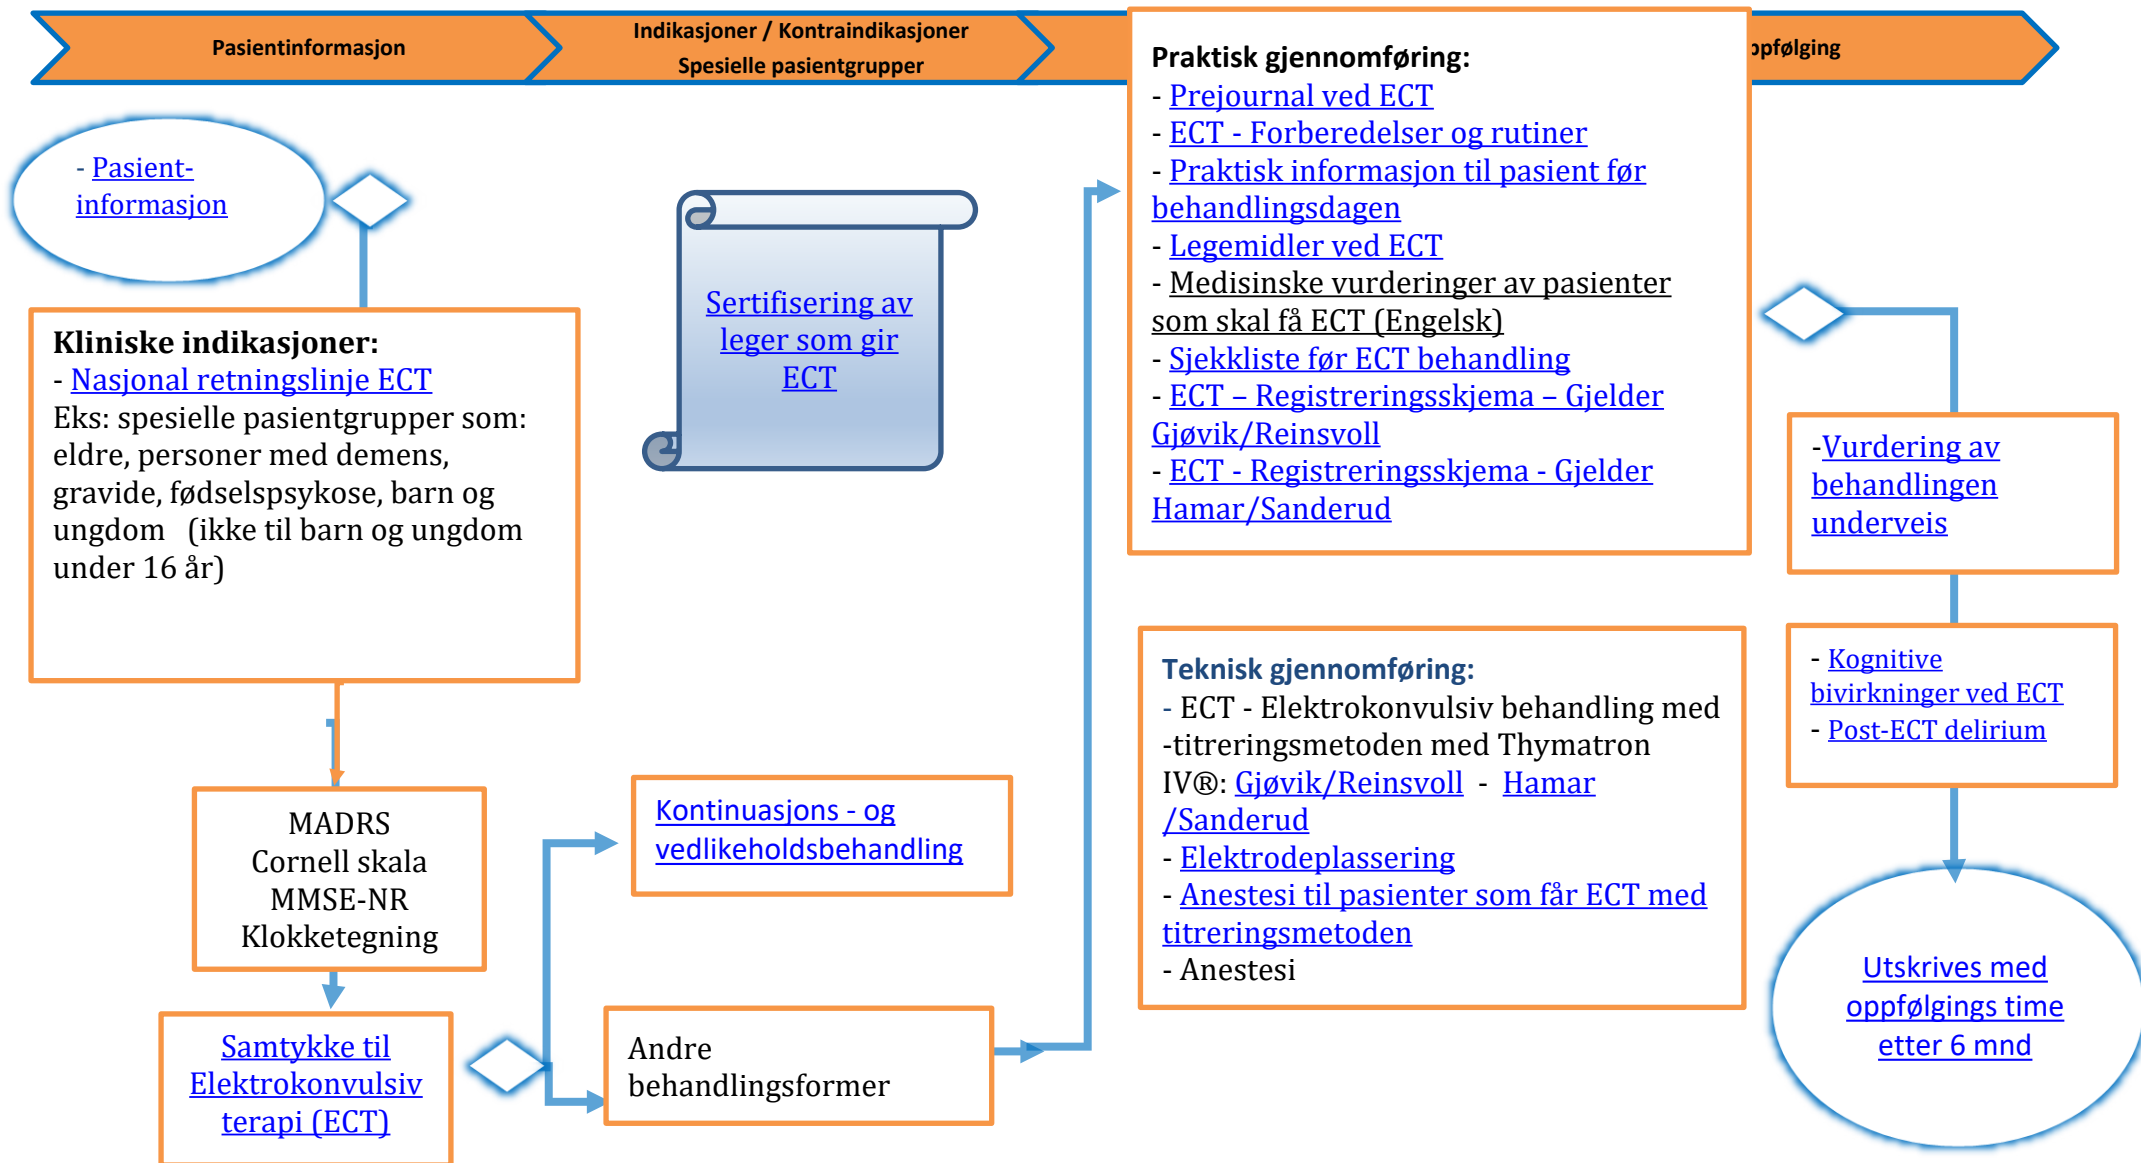 Pasientinformasjon
Indikasjoner / Kontraindikasjoner
Spesielle pasientgrupper
ppfølging
- Pasient-
informasjon
Kliniske indikasjoner:
- Nasjonal retningslinje ECT
Eks: spesielle pasientgrupper som:
eldre, personer med demens,
gravide, fødselspsykose, barn og
ungdom (ikke til barn og ungdom
under 16 år)
MADRS
Cornell skala
MMSE-NR
Klokketegning
Samtykke til
Elektrokonvulsiv
terapi (ECT)
Sertifisering av
leger som gir
ECT
Kontinuasjons - og
vedlikeholdsbehandling
Andre
behandlingsformer
Praktisk gjennomføring:
- Prejournal ved ECT
- ECT - Forberedelser og rutiner
- Praktisk informasjon til pasient før
behandlingsdagen
- Legemidler ved ECT
- Medisinske vurderinger av pasienter
som skal få ECT (Engelsk)
- Sjekkliste før ECT behandling
- ECT – Registreringsskjema – Gjelder
Gjøvik/Reinsvoll
- ECT - Registreringsskjema - Gjelder
Hamar/Sanderud
Teknisk gjennomføring:
- ECT - Elektrokonvulsiv behandling med
-titreringsmetoden med Thymatron
IV®: Gjøvik/Reinsvoll - Hamar
/Sanderud
- Elektrodeplassering
- Anestesi til pasienter som får ECT med
titreringsmetoden
- Anestesi
-Vurdering av
behandlingen
underveis
- Kognitive
bivirkninger ved ECT
- Post-ECT delirium
Utskrives med
oppfølgings time
etter 6 mnd